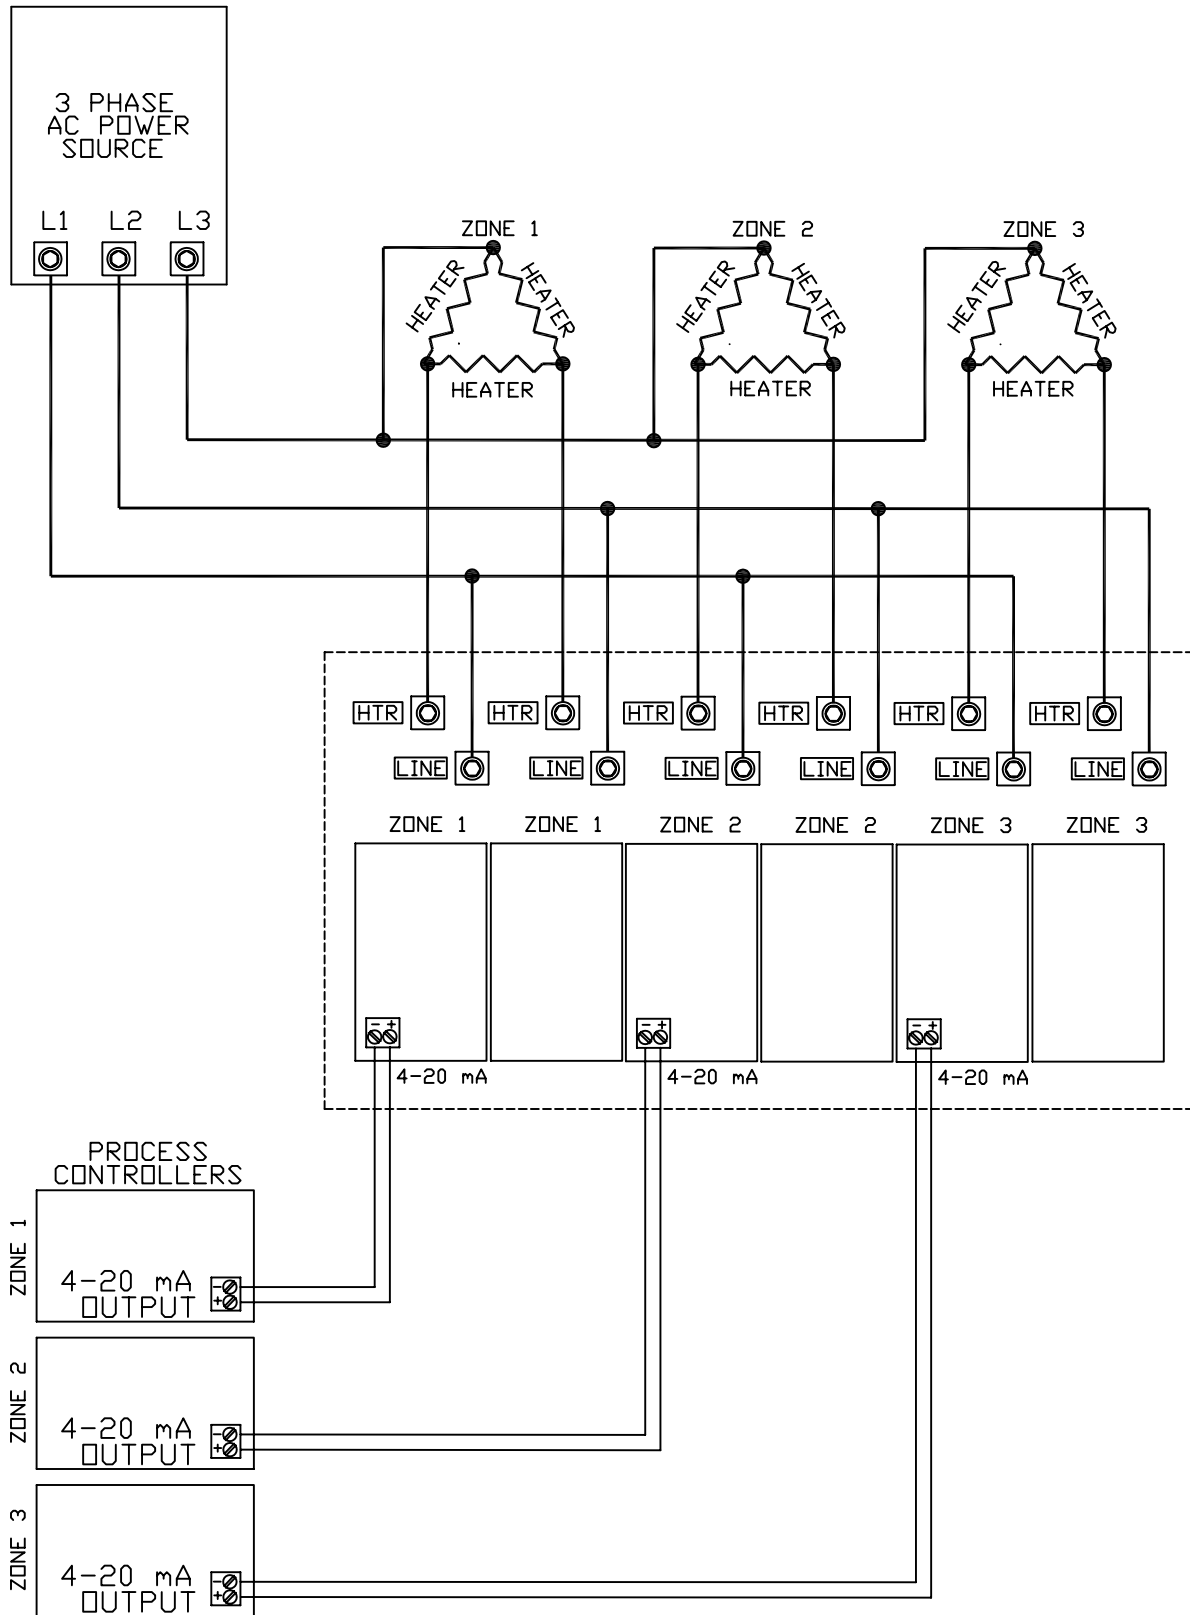 3 PHASE
AC POWER
SOURCE
L1 L2 L3
ZONE 1 ZONE 2 ZONE 3
HEATER HEATER HEATER HEATER HEATER HEATER
HEATER HEATER HEATER
HTR HTR HTR HTR HTR HTR
LINE LINE LINE LINE LINE LINE
ZONE 1 ZONE 1 ZONE 2 ZONE 2 ZONE 3 ZONE 3
- + - + - +
4-20 mA 4-20 mA 4-20 mA
PROCESS
CONTROLLERS
ZONE 1
4-20 mA -
OUTPUT +
ZONE 2
4-20 mA -
OUTPUT +
ZONE 3
4-20 mA -
OUTPUT +